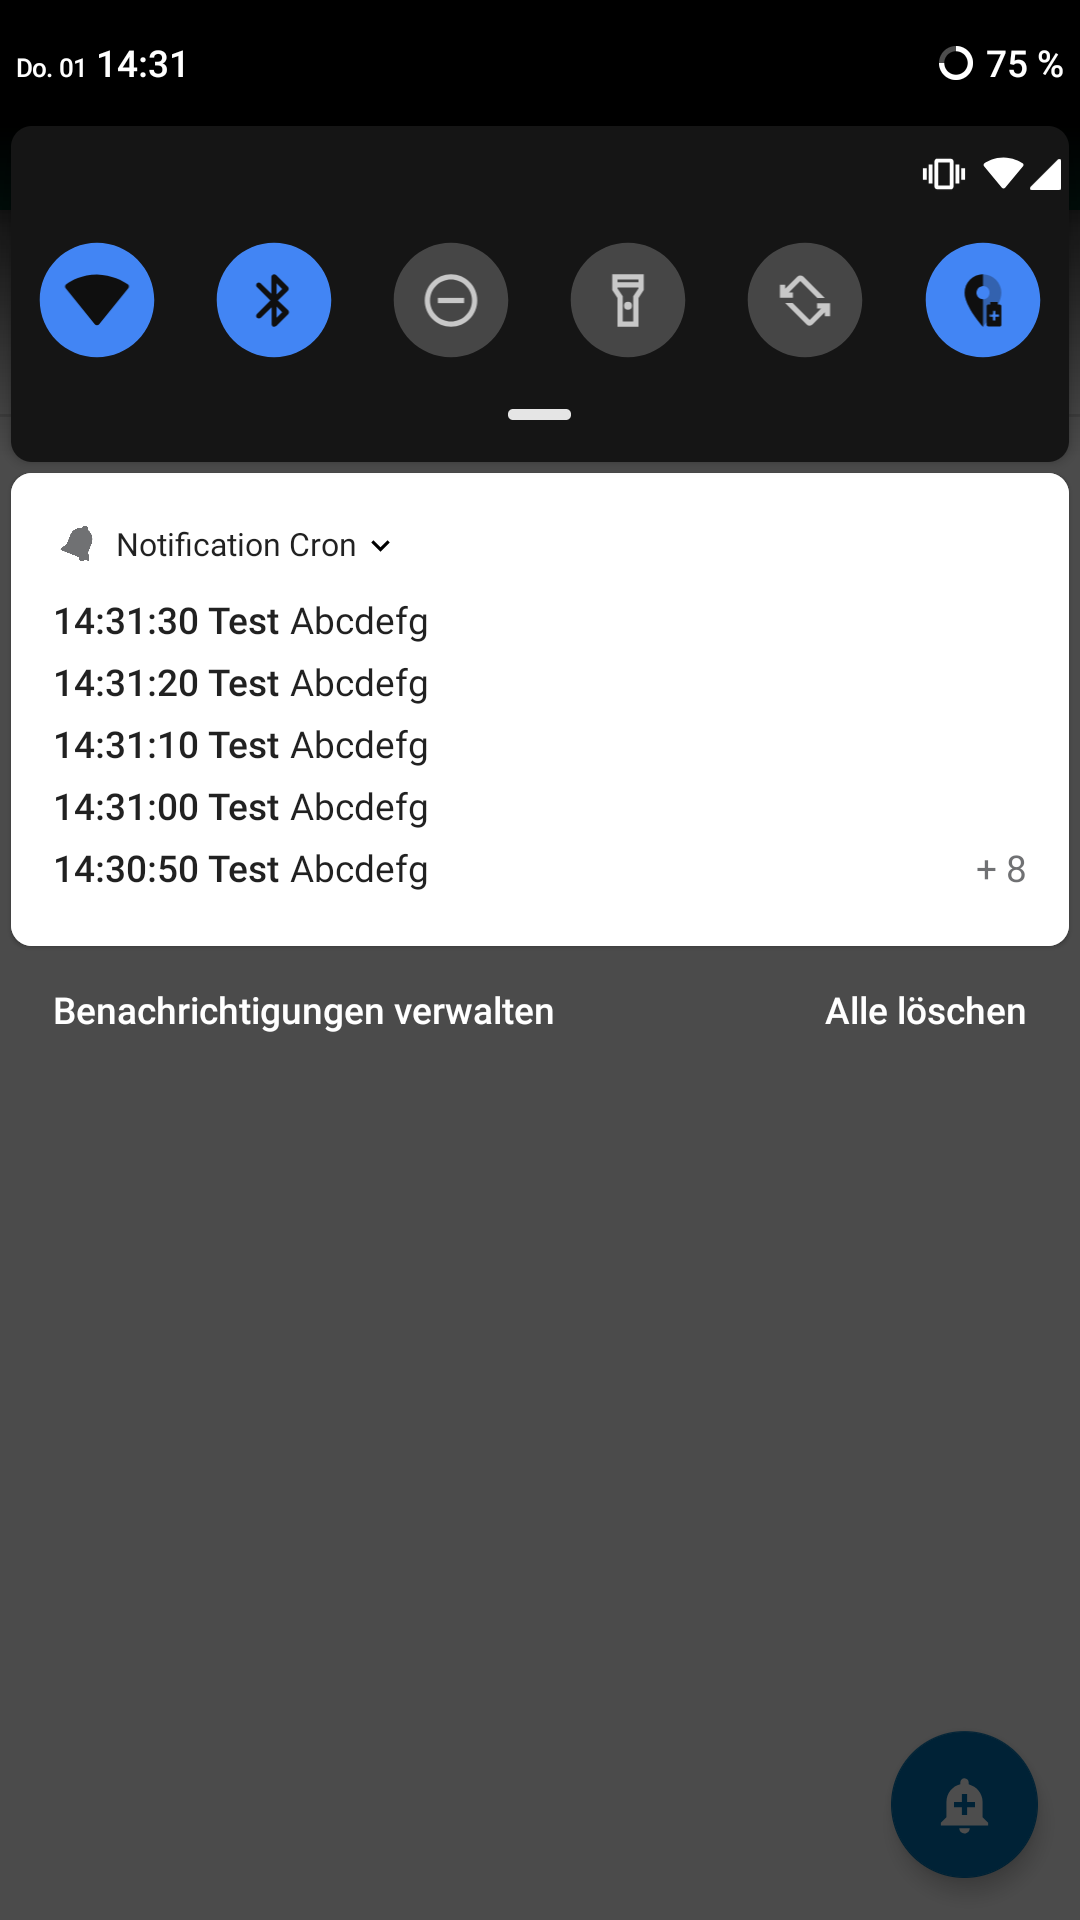 Do. 01 14:31 75 %
Notification Cron
14:31:30 Test Abcdefg
14:31:20 Test Abcdefg
14:31:10 Test Abcdefg
14:31:00 Test Abcdefg
14:30:50 Test Abcdefg + 8
Benachrichtigungen verwalten Alle löschen